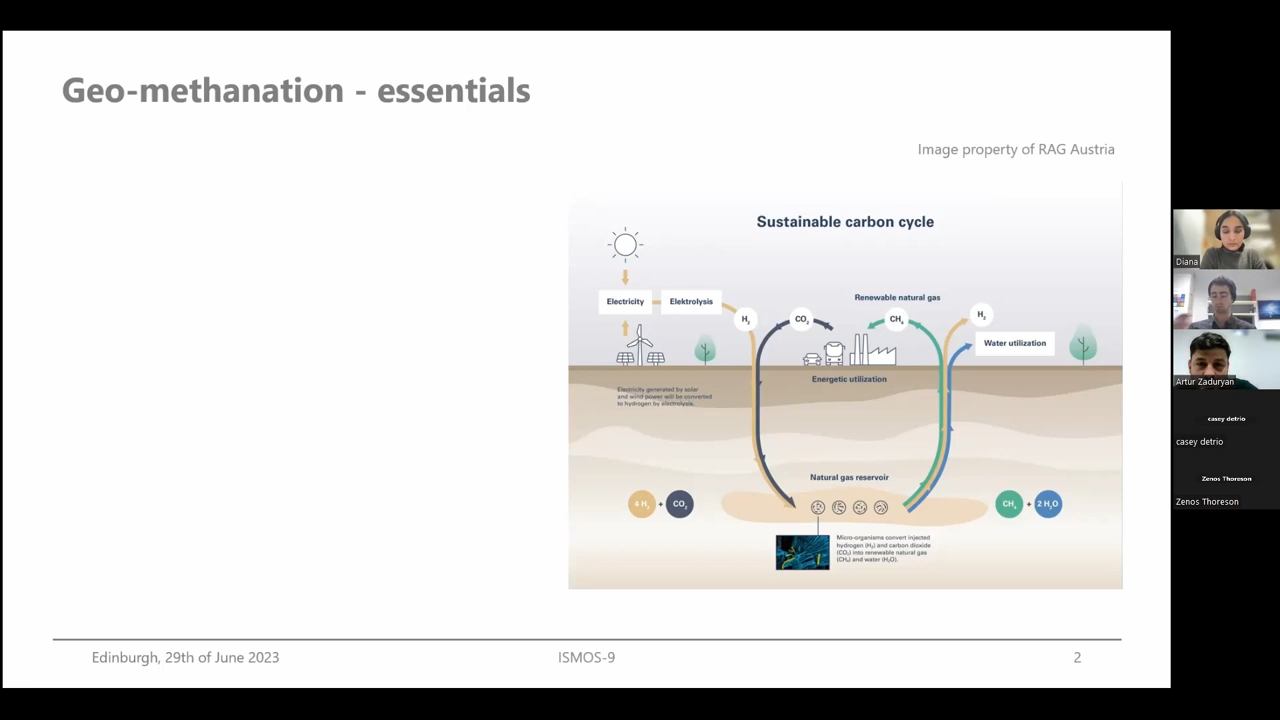 Geo-methanation - essentials
Image property of RAG Austria
Sustainable carbon cycle
Electricity
Elektrolysis
H₂
CO₂
Renewable natural gas
CH₄
H₂
Water utilization
Energetic utilization
Electricity generated by solar
and wind power will be converted
to hydrogen by electrolysis.
Natural gas reservoir
4 H₂ + CO₂
CH₄ + 2 H₂O
Micro-organisms convert injected
hydrogen (H₂) and carbon dioxide
(CO₂) into renewable natural gas
(CH₄) and water (H₂O).
Edinburgh, 29th of June 2023
ISMOS-9
2
Diana
Artur Zaduryan
casey detrio
casey detrio
Zenos Thoreson
Zenos Thoreson